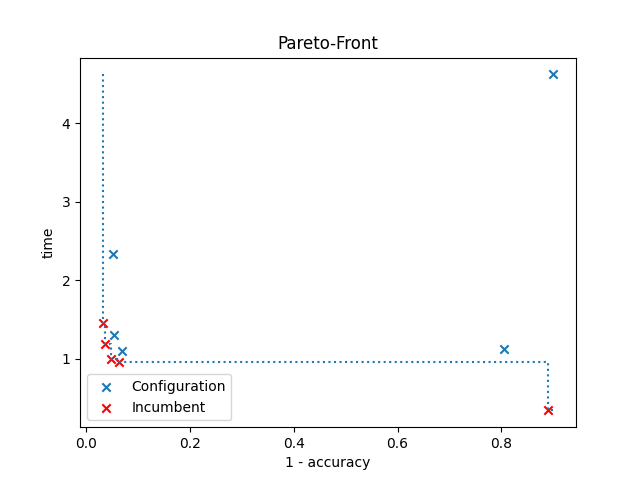 Pareto-Front
time
4
3
2
1
Configuration
Incumbent
0.0 0.2 0.4 0.6 0.8
1 - accuracy